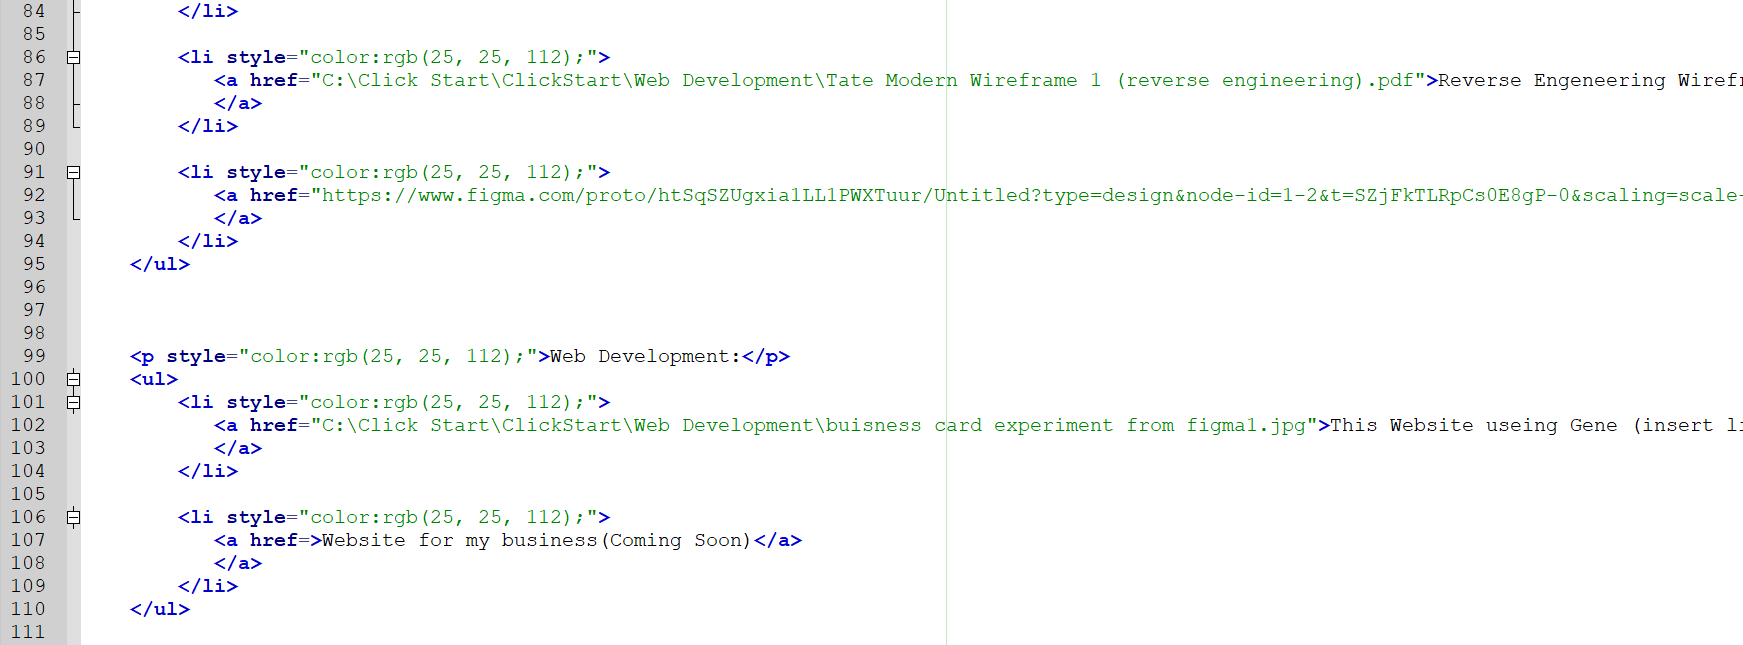 84 </li>
85
86 <li style="color:rgb(25, 25, 112);">
87 <a href="C:\Click Start\ClickStart\Web Development\Tate Modern Wireframe 1 (reverse engineering).pdf">Reverse Engeneering Wirefr
88 </a>
89 </li>
90
91 <li style="color:rgb(25, 25, 112);">
92 <a href="https://www.figma.com/proto/htSqSZUgxia1LL1PWXTuur/Untitled?type=design&node-id=1-2&t=SZjFkTLRpCs0E8gP-0&scaling=scale-
93 </a>
94 </li>
95 </ul>
96
97
98
99 <p style="color:rgb(25, 25, 112);">Web Development:</p>
100 <ul>
101 <li style="color:rgb(25, 25, 112);">
102 <a href="C:\Click Start\ClickStart\Web Development\buisness card experiment from figma1.jpg">This Website useing Gene (insert li
103 </a>
104 </li>
105
106 <li style="color:rgb(25, 25, 112);">
107 <a href=>Website for my business(Coming Soon)</a>
108 </a>
109 </li>
110 </ul>
111